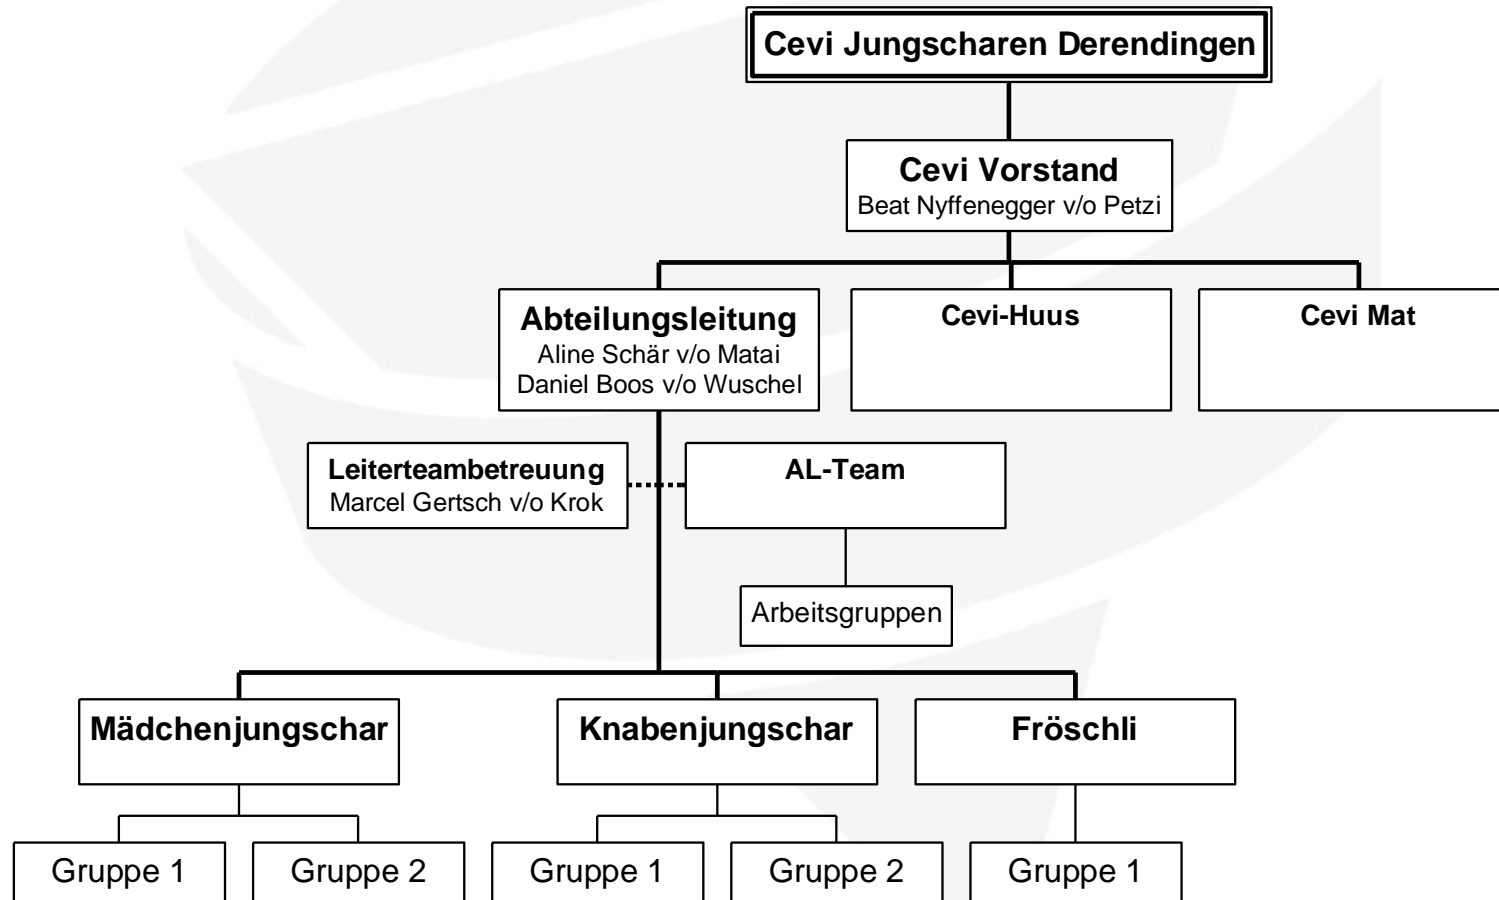 Cevi Jungscharen Derendingen
Cevi Vorstand
Beat Nyffenegger v/o Petzi
Abteilungsleitung
Aline Schär v/o Matai
Daniel Boos v/o Wuschel
Cevi-Huus
Cevi Mat
Leiterteambetreuung
Marcel Gertsch v/o Krok
AL-Team
Arbeitsgruppen
Mädchenjungschar
Knabenjungschar
Fröschli
Gruppe 1
Gruppe 2
Gruppe 1
Gruppe 2
Gruppe 1